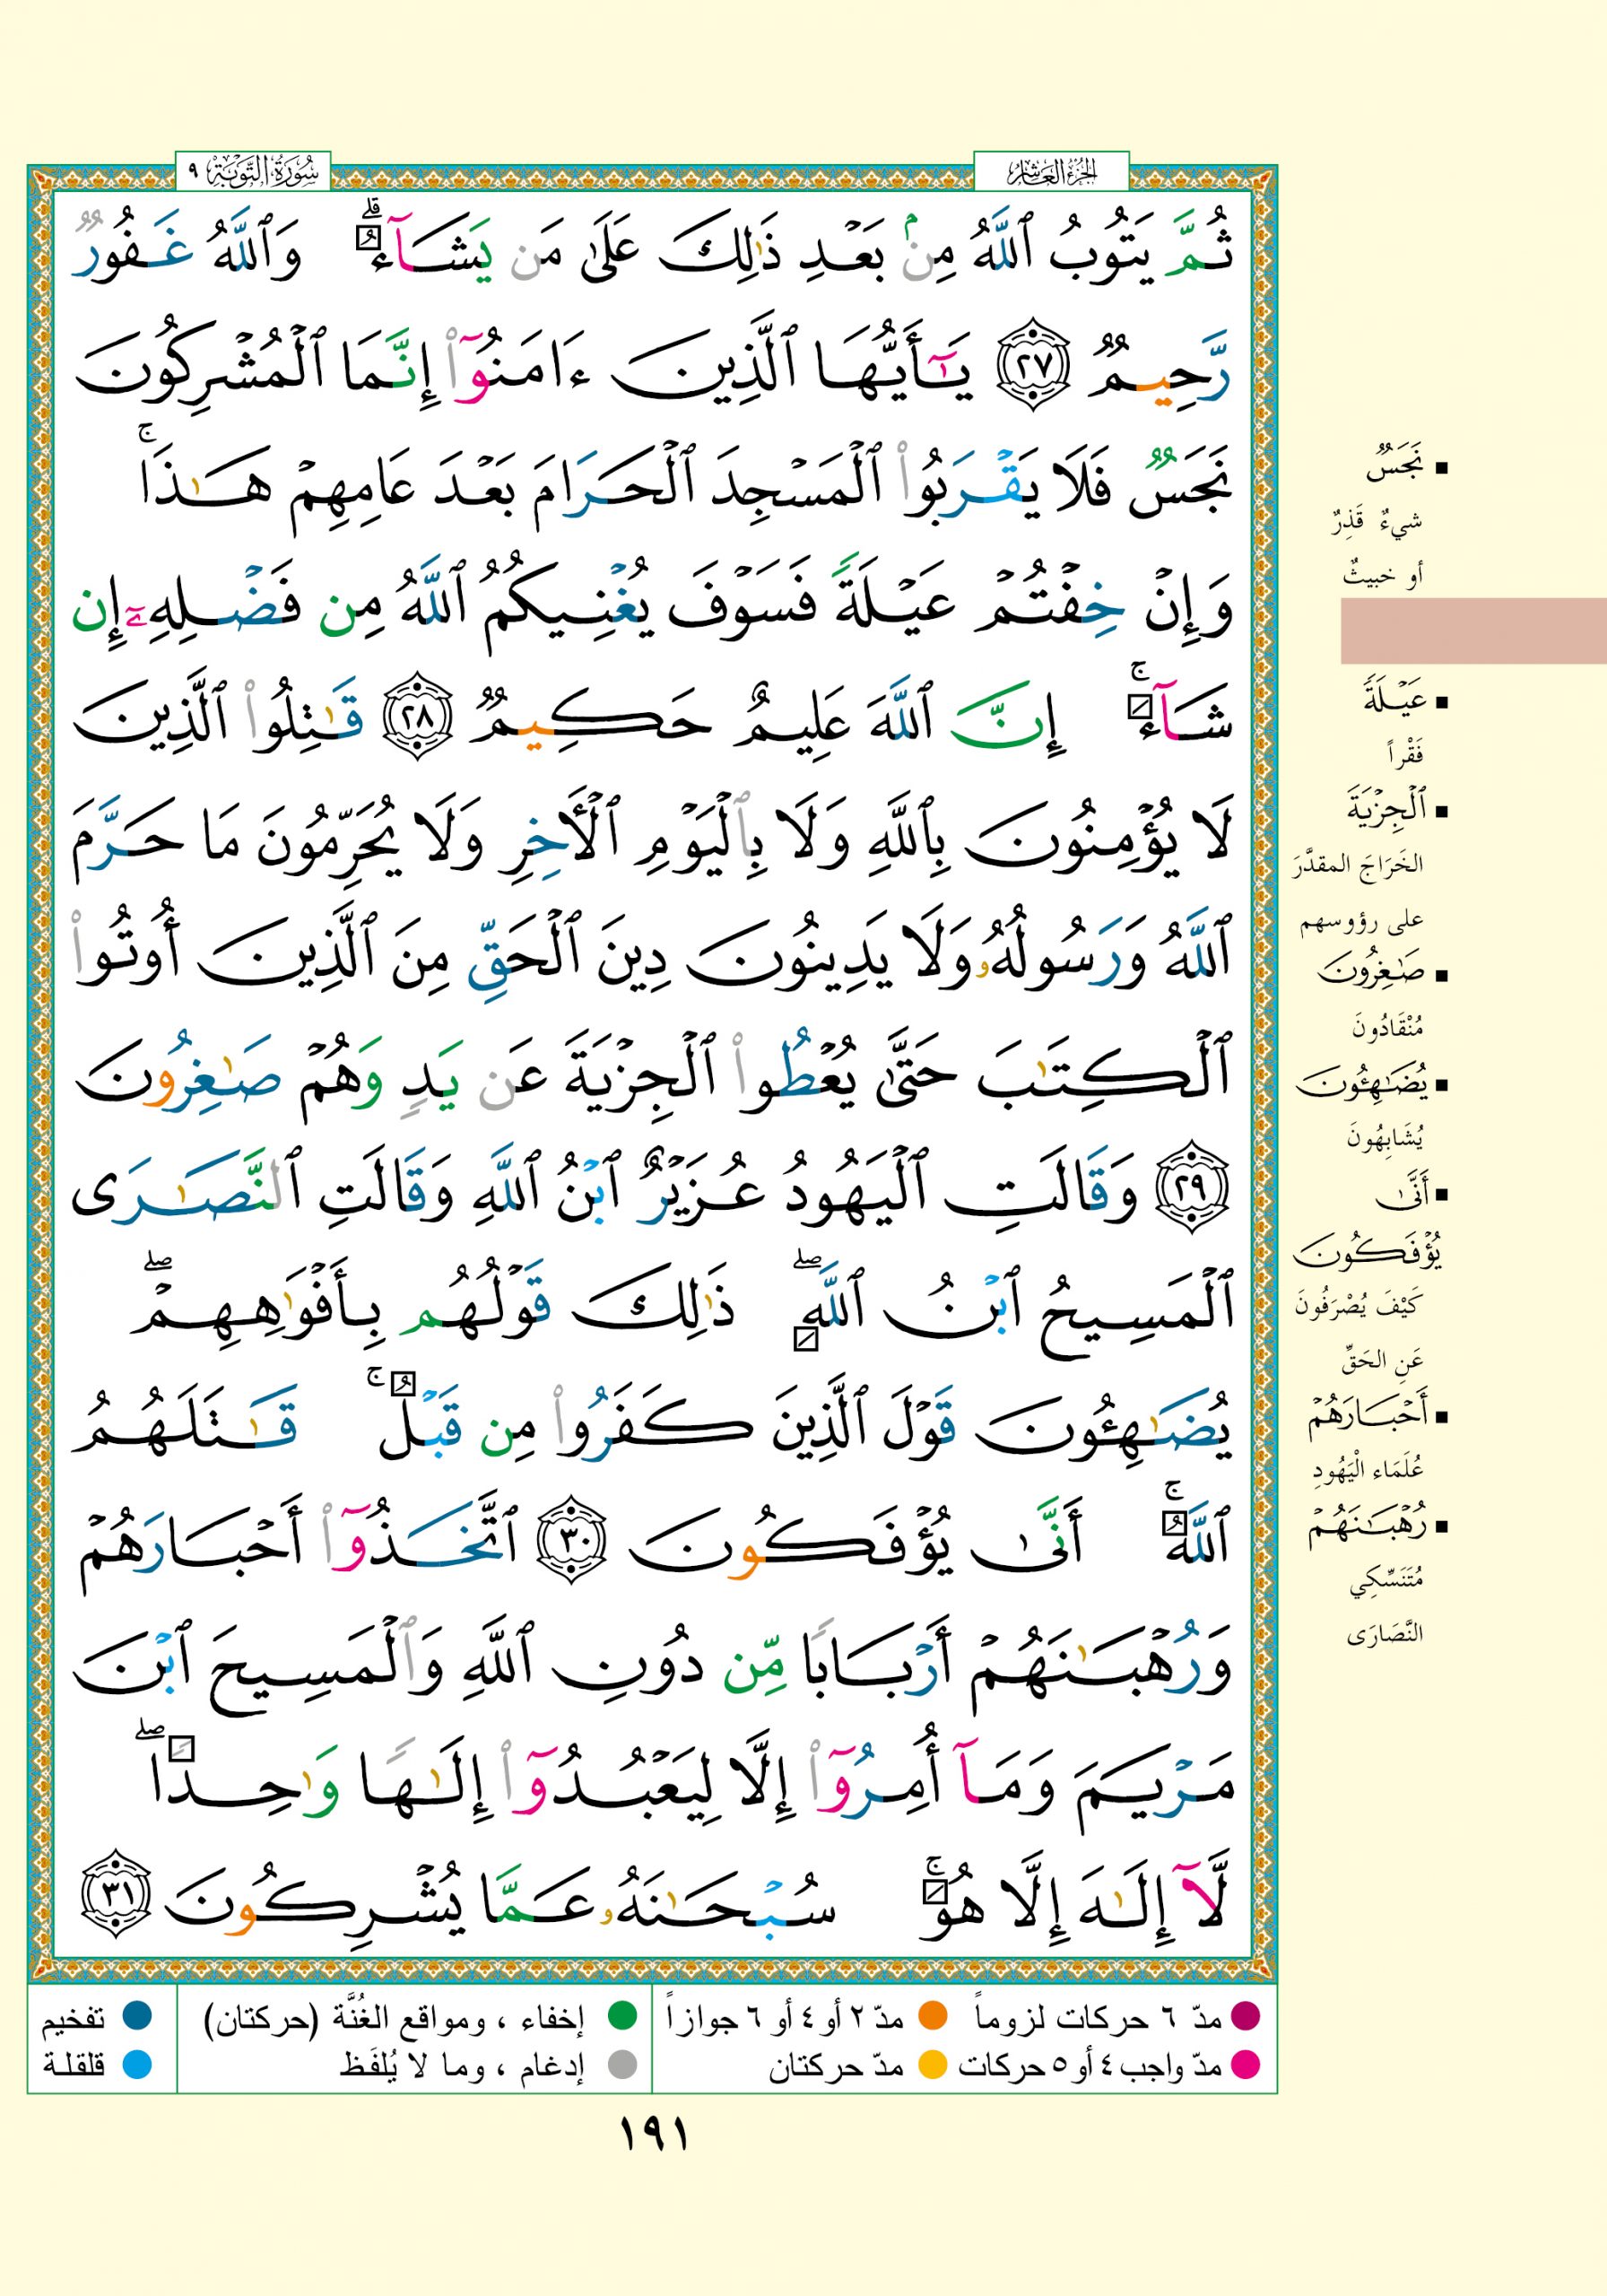 الجزء العاشر
سورة التوبة ٩
ثُمَّ يَتُوبُ ٱللَّهُ مِنۢ بَعْدِ ذَٰلِكَ عَلَىٰ مَن يَشَآءُ ۗ وَٱللَّهُ غَفُورٌ
رَّحِيمٌ ٢٧ يَٰٓأَيُّهَا ٱلَّذِينَ ءَامَنُوٓا۟ إِنَّمَا ٱلْمُشْرِكُونَ
نَجَسٌ فَلَا يَقْرَبُوا۟ ٱلْمَسْجِدَ ٱلْحَرَامَ بَعْدَ عَامِهِمْ هَٰذَا ۚ
وَإِنْ خِفْتُمْ عَيْلَةً فَسَوْفَ يُغْنِيكُمُ ٱللَّهُ مِن فَضْلِهِۦٓ إِن
شَآءَ ۚ إِنَّ ٱللَّهَ عَلِيمٌ حَكِيمٌ ٢٨ قَٰتِلُوا۟ ٱلَّذِينَ
لَا يُؤْمِنُونَ بِٱللَّهِ وَلَا بِٱلْيَوْمِ ٱلْأَخِرِ وَلَا يُحَرِّمُونَ مَا حَرَّمَ
ٱللَّهُ وَرَسُولُهُۥ وَلَا يَدِينُونَ دِينَ ٱلْحَقِّ مِنَ ٱلَّذِينَ أُوتُوا۟
ٱلْكِتَٰبَ حَتَّىٰ يُعْطُوا۟ ٱلْجِزْيَةَ عَن يَدٍ وَهُمْ صَٰغِرُونَ
٢٩ وَقَالَتِ ٱلْيَهُودُ عُزَيْرٌ ٱبْنُ ٱللَّهِ وَقَالَتِ ٱلنَّصَٰرَى
ٱلْمَسِيحُ ٱبْنُ ٱللَّهِ ۖ ذَٰلِكَ قَوْلُهُم بِأَفْوَٰهِهِمْ ۖ
يُضَٰهِـُٔونَ قَوْلَ ٱلَّذِينَ كَفَرُوا۟ مِن قَبْلُ ۚ قَٰتَلَهُمُ
ٱللَّهُ ۚ أَنَّىٰ يُؤْفَكُونَ ٣٠ ٱتَّخَذُوٓا۟ أَحْبَارَهُمْ
وَرُهْبَٰنَهُمْ أَرْبَابًا مِّن دُونِ ٱللَّهِ وَٱلْمَسِيحَ ٱبْنَ
مَرْيَمَ وَمَآ أُمِرُوٓا۟ إِلَّا لِيَعْبُدُوٓا۟ إِلَٰهًا وَٰحِدًا ۖ
لَّآ إِلَٰهَ إِلَّا هُوَ ۚ سُبْحَٰنَهُۥ عَمَّا يُشْرِكُونَ ٣١
نَجَسٌ
شيءٌ قَذِرٌ
أو خبيثٌ
عَيْلَةً
فَقْراً
ٱلْجِزْيَةَ
الخَرَاجَ المقدَّرَ
على رؤوسهم
صَٰغِرُونَ
مُنْقَادُونَ
يُضَٰهِـُٔونَ
يُشَابِهُونَ
أَنَّىٰ
يُؤْفَكُونَ
كَيْفَ يُصْرَفُونَ
عَنِ الحَقِّ
أَحْبَارَهُمْ
عُلَمَاء الْيَهُودِ
رُهْبَٰنَهُمْ
مُتَنَسِّكِي
النَّصَارَى
مدّ ٦ حركات لزوماً
مدّ ٢ أو ٤ أو ٦ جوازاً
مدّ واجب ٤ أو ٥ حركات
مدّ حركتان
إخفاء ، ومواقع الغُنَّة (حركتان)
إدغام ، وما لا يُلفَظ
تفخيم
قلقلة
١٩١